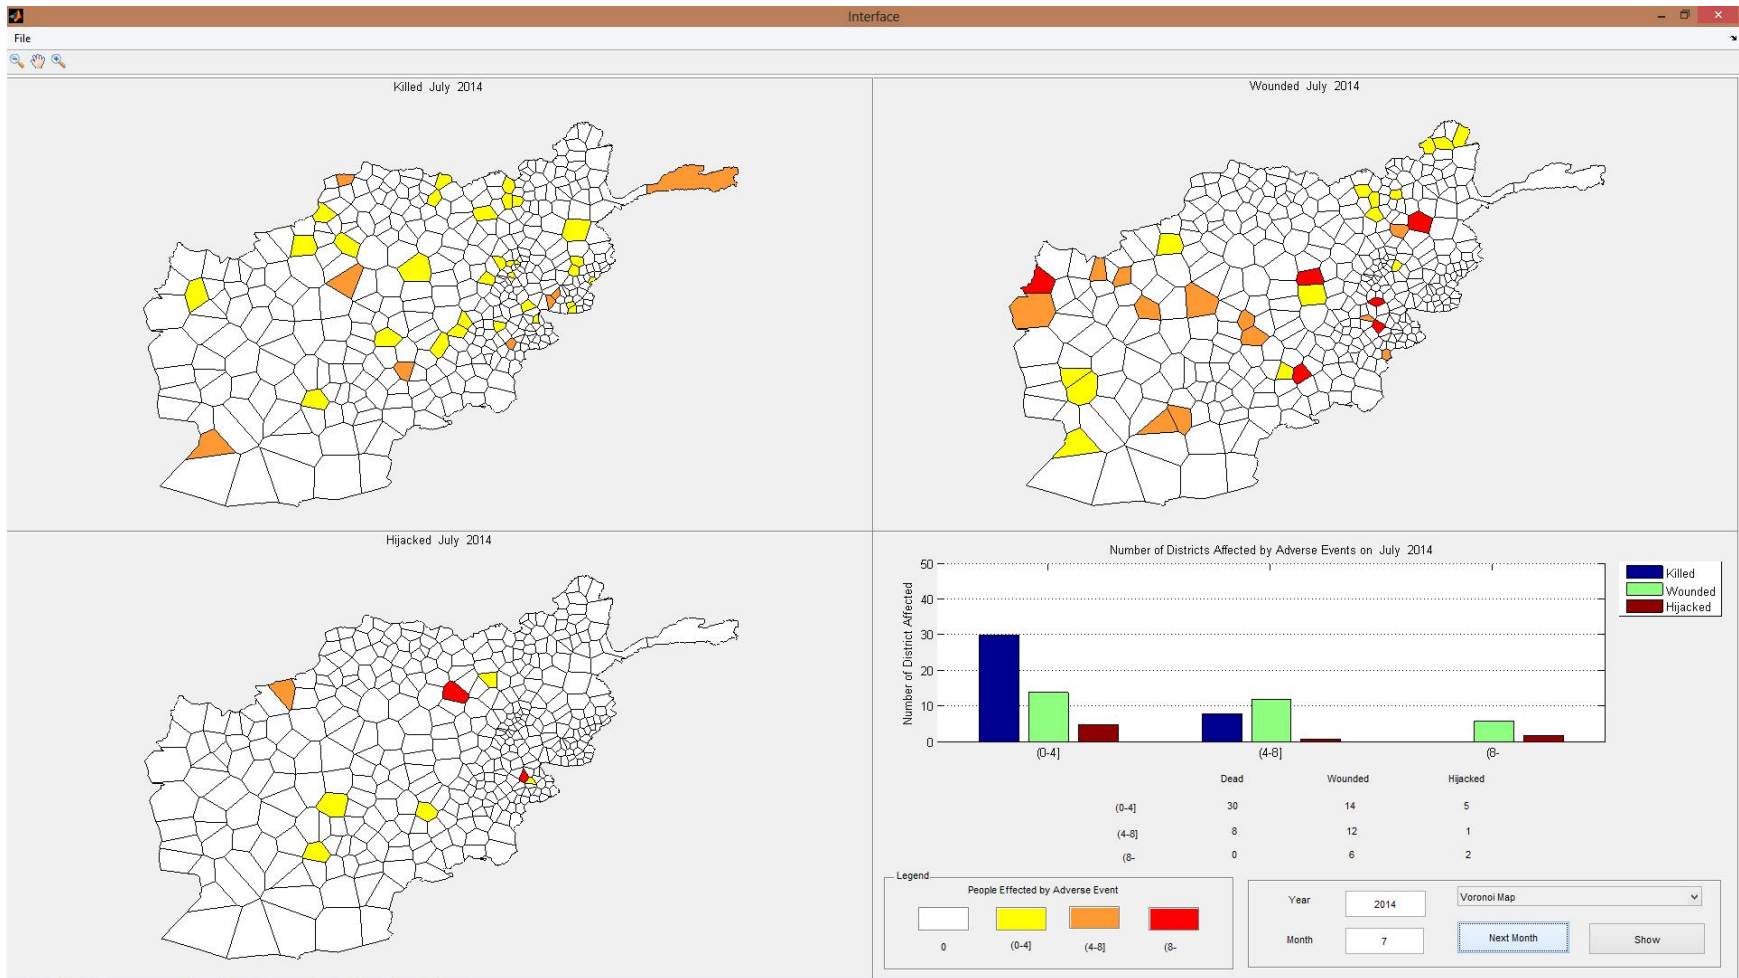 Interface
File
Killed July 2014
Wounded July 2014
Hijacked July 2014
Number of Districts Affected by Adverse Events on July 2014
Number of District Affected
50
40
30
20
10
0
(0-4]
(4-8]
(8-
Killed
Wounded
Hijacked
Dead Wounded Hijacked
(0-4] 30 14 5
(4-8] 8 12 1
(8- 0 6 2
Legend
People Effected by Adverse Event
0 (0-4] (4-8] (8-
Year 2014 Voronoi Map
Month 7 Next Month Show